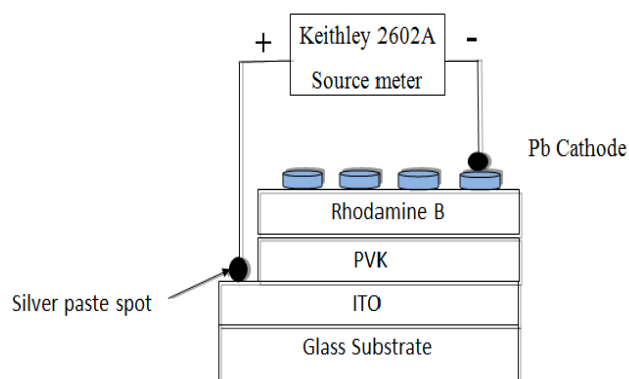 +
Keithley 2602A
-
Source meter
Pb Cathode
Rhodamine B
PVK
Silver paste spot
ITO
Glass Substrate